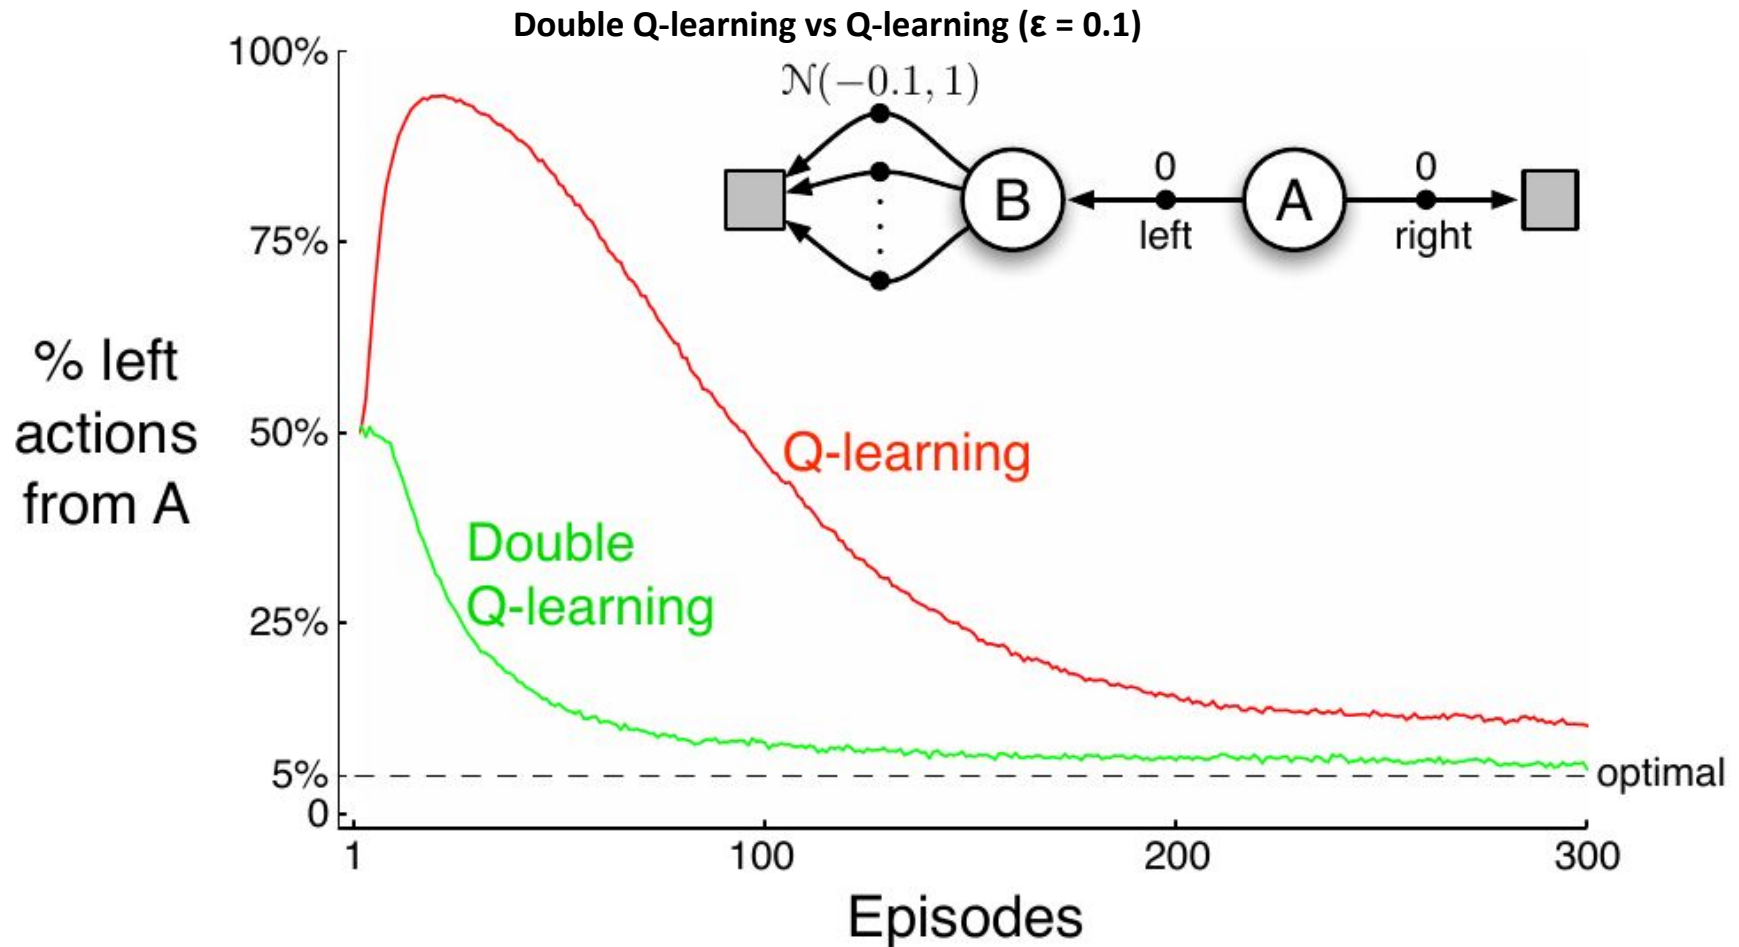 Double Q-learning vs Q-learning (ε = 0.1)
100%
75%
50%
25%
5%
0
% left
actions
from A
𝒩(−0.1, 1)
B
0
left
A
0
right
Q-learning
Double
Q-learning
optimal
1
100
200
300
Episodes